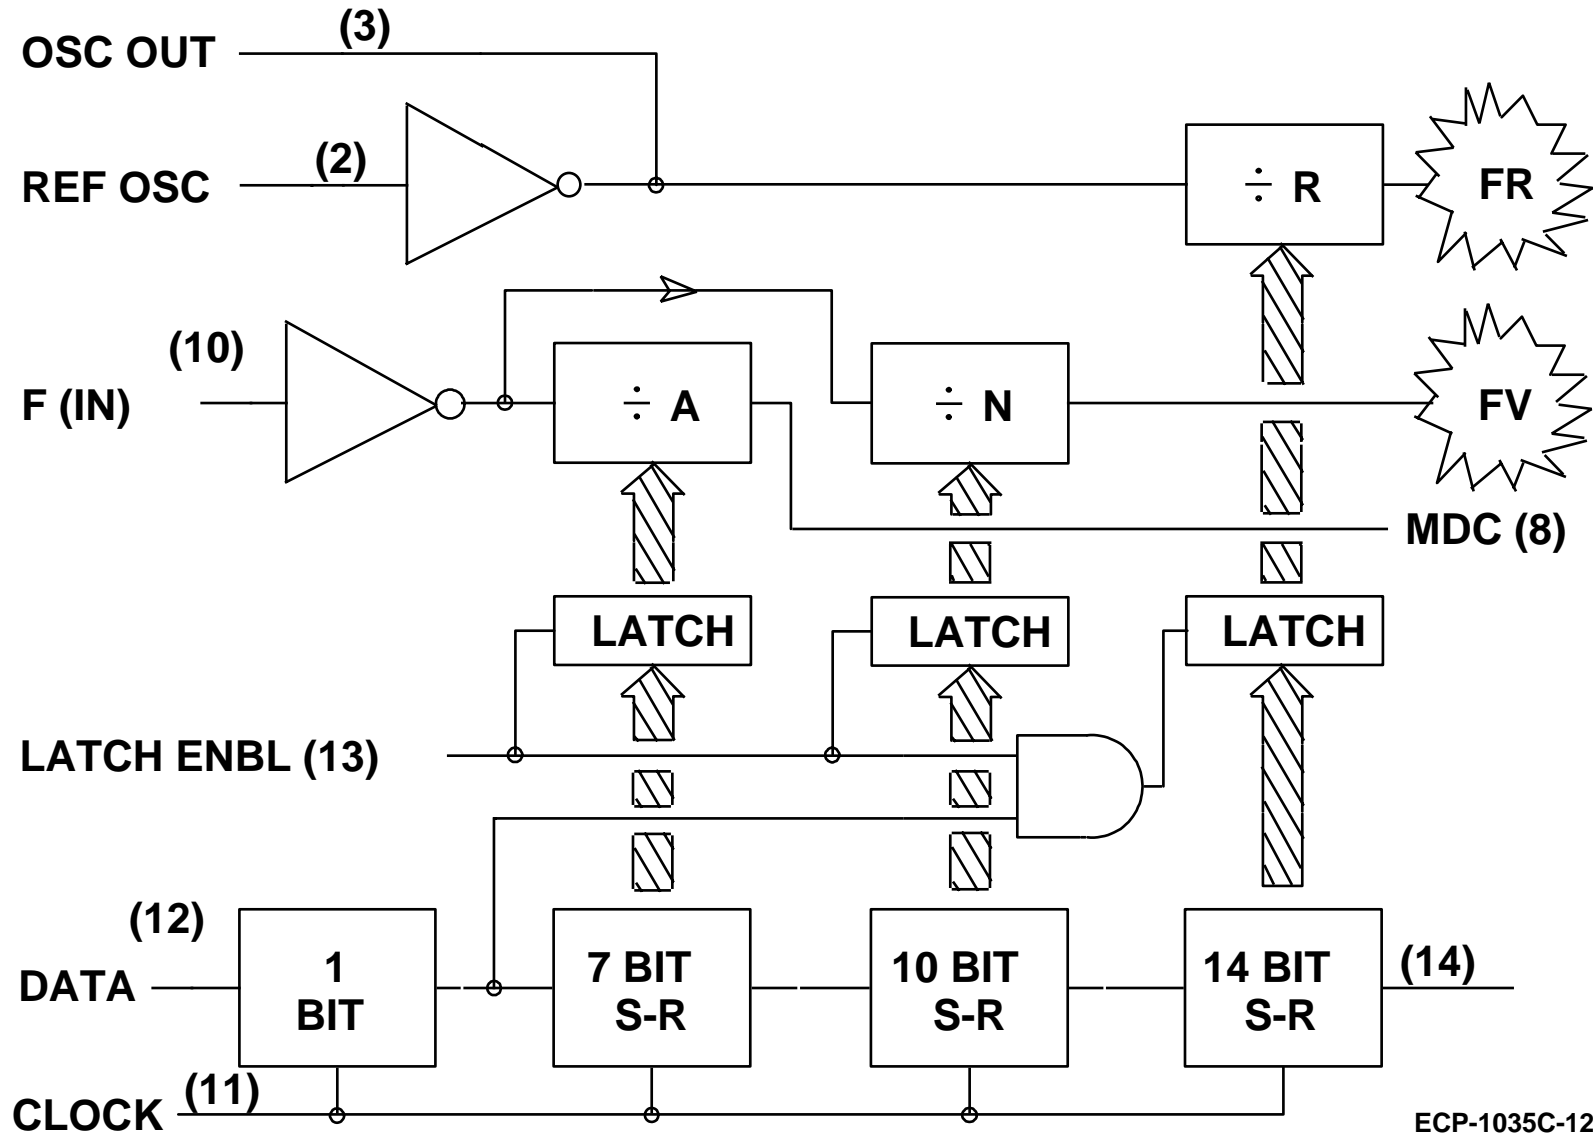 OSC OUT (3)
REF OSC (2) ÷ R FR
F (IN) (10) ÷ A ÷ N FV
MDC (8)
LATCH LATCH LATCH
LATCH ENBL (13)
DATA (12) 1 BIT 7 BIT S-R 10 BIT S-R 14 BIT S-R (14)
CLOCK (11)
ECP-1035C-12